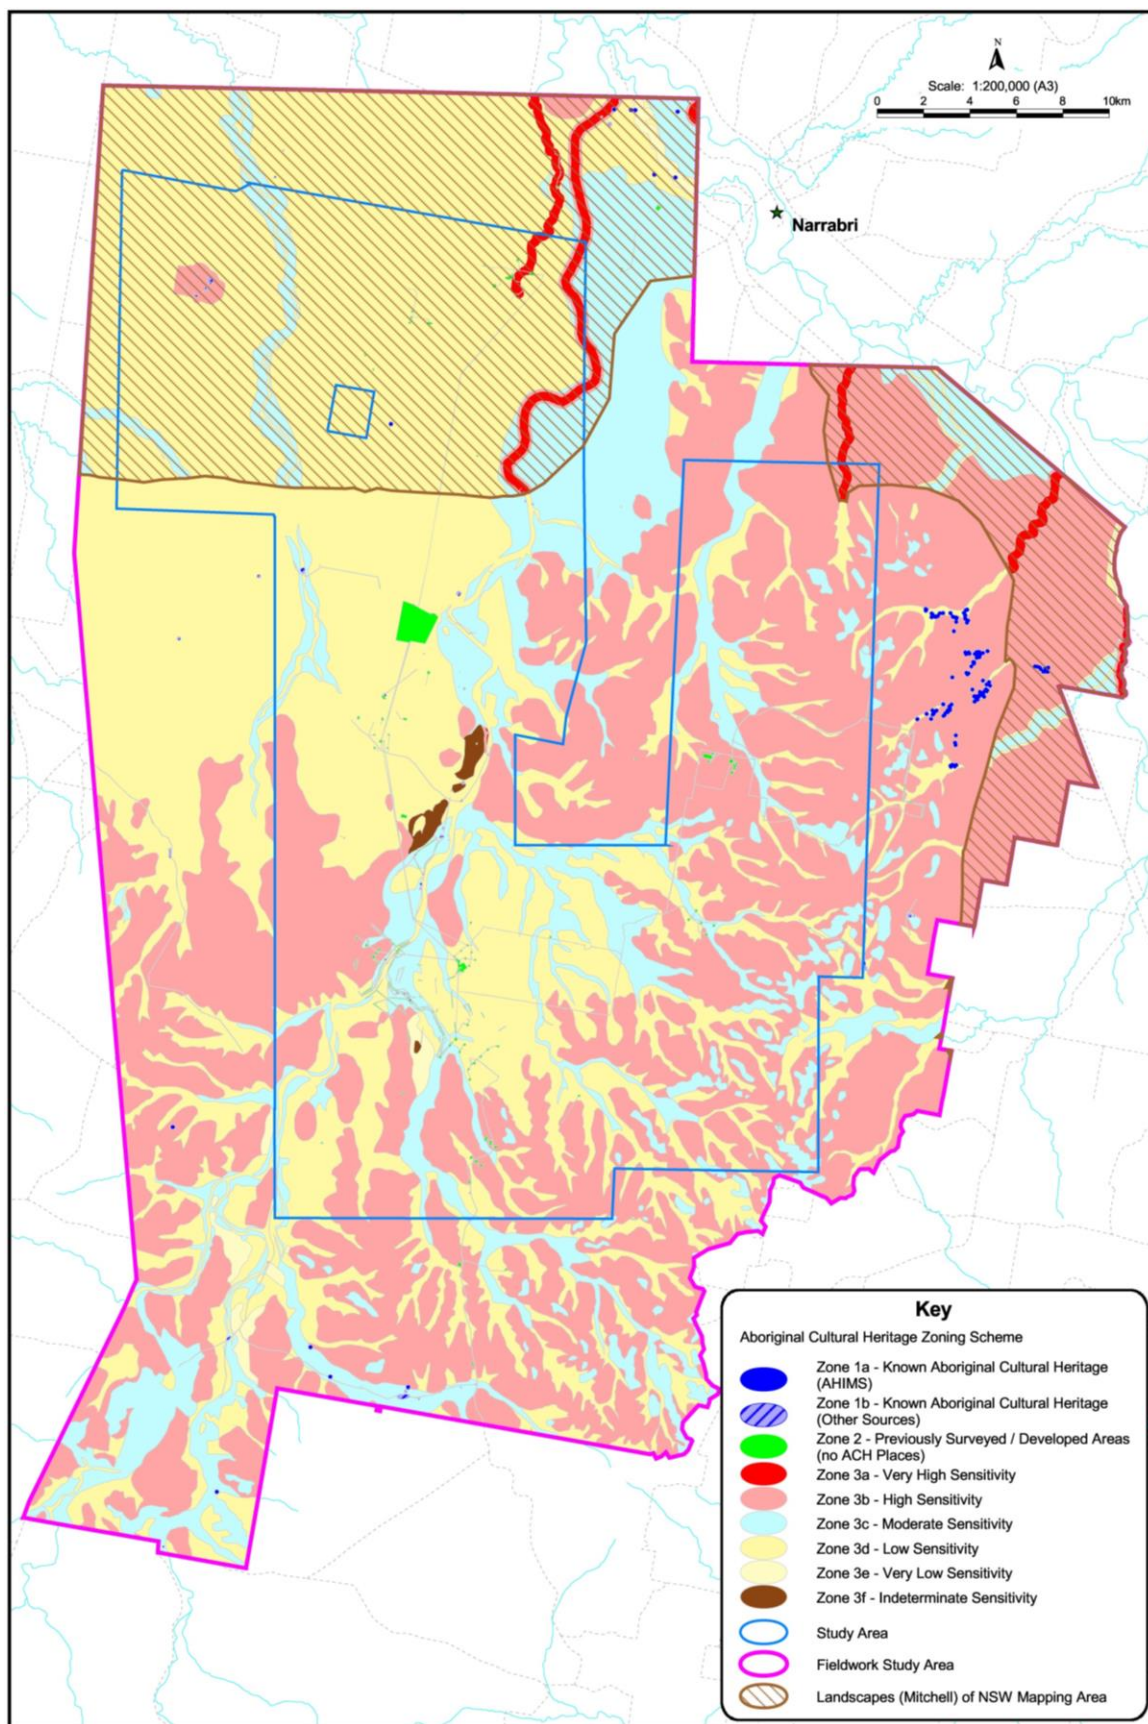 N
Scale: 1:200,000 (A3)
0 2 4 6 8 10km
Narrabri
Key
Aboriginal Cultural Heritage Zoning Scheme
Zone 1a - Known Aboriginal Cultural Heritage
(AHIMS)
Zone 1b - Known Aboriginal Cultural Heritage
(Other Sources)
Zone 2 - Previously Surveyed / Developed Areas
(no ACH Places)
Zone 3a - Very High Sensitivity
Zone 3b - High Sensitivity
Zone 3c - Moderate Sensitivity
Zone 3d - Low Sensitivity
Zone 3e - Very Low Sensitivity
Zone 3f - Indeterminate Sensitivity
Study Area
Fieldwork Study Area
Landscapes (Mitchell) of NSW Mapping Area